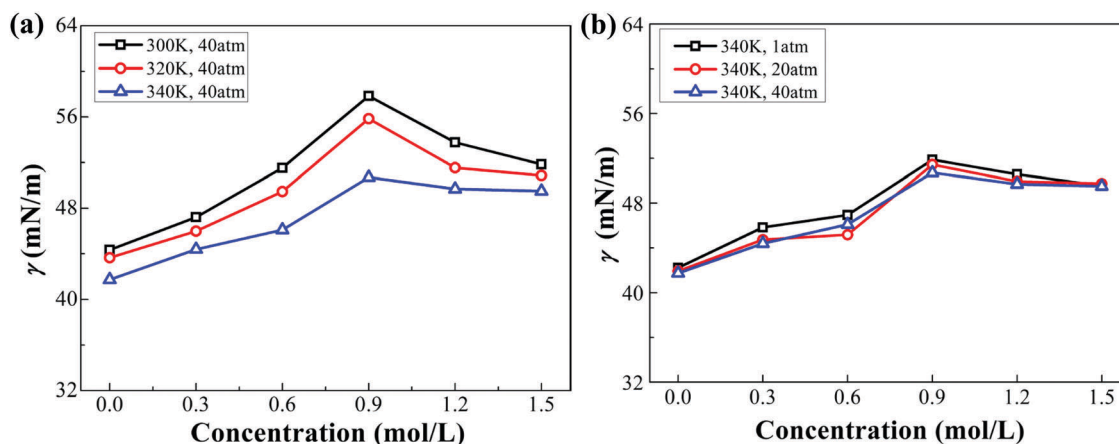 (a)
64
56
48
40
32
γ (mN/m)
300K, 40atm
320K, 40atm
340K, 40atm
0.0 0.3 0.6 0.9 1.2 1.5
Concentration (mol/L)
(b)
64
56
48
40
32
γ (mN/m)
340K, 1atm
340K, 20atm
340K, 40atm
0.0 0.3 0.6 0.9 1.2 1.5
Concentration (mol/L)